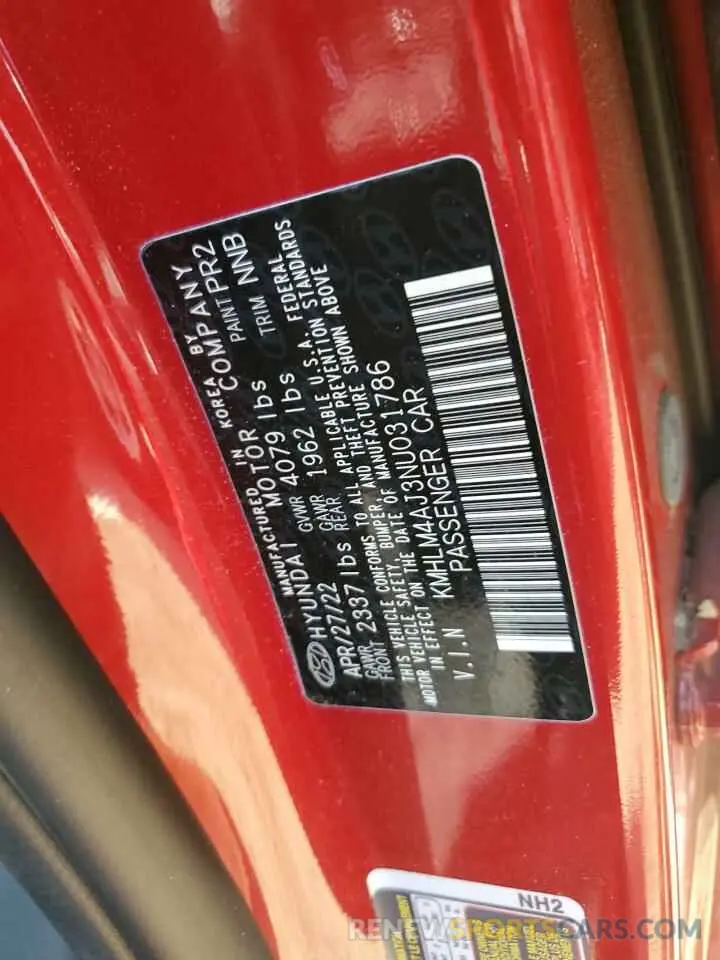 MANUFACTURED IN KOREA BY
HYUNDAI MOTOR COMPANY
APR/27/22 GVWR 4079 lbs PAINT PR2
GAWR FRONT 2337 lbs GAWR REAR 1962 lbs TRIM NNB
THIS VEHICLE CONFORMS TO ALL APPLICABLE U.S.A. FEDERAL
MOTOR VEHICLE SAFETY, BUMPER, AND THEFT PREVENTION STANDARDS
IN EFFECT ON THE DATE OF MANUFACTURE SHOWN ABOVE
V.I.N KMHLM4AJ3NU031786
PASSENGER CAR
NH2
RENEWSPORTSCARS.COM